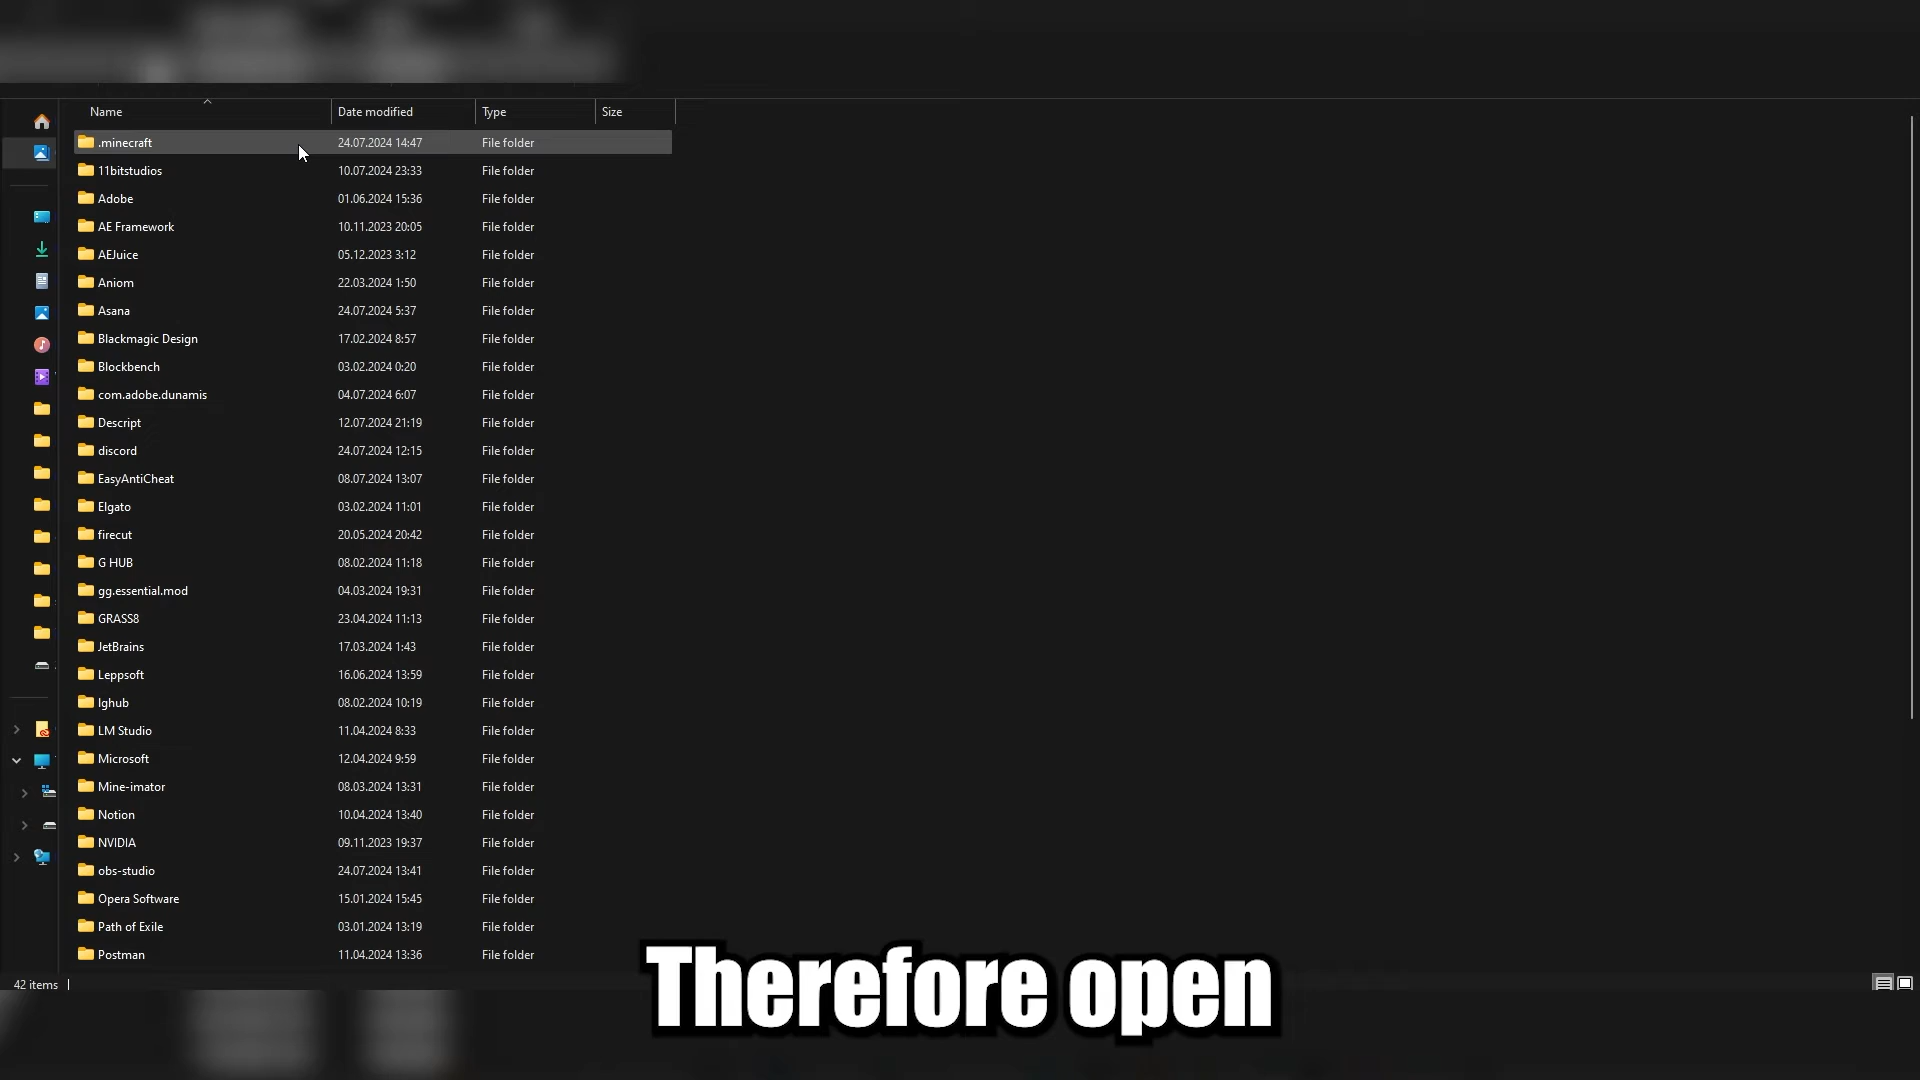 Name Date modified Type Size
.minecraft 24.07.2024 14:47 File folder
11bitstudios 10.07.2024 23:33 File folder
Adobe 01.06.2024 15:36 File folder
AE Framework 10.11.2023 20:05 File folder
AEJuice 05.12.2023 3:12 File folder
Aniom 22.03.2024 1:50 File folder
Asana 24.07.2024 5:37 File folder
Blackmagic Design 17.02.2024 8:57 File folder
Blockbench 03.02.2024 0:20 File folder
com.adobe.dunamis 04.07.2024 6:07 File folder
Descript 12.07.2024 21:19 File folder
discord 24.07.2024 12:15 File folder
EasyAntiCheat 08.07.2024 13:07 File folder
Elgato 03.02.2024 11:01 File folder
firecut 20.05.2024 20:42 File folder
G HUB 08.02.2024 11:18 File folder
gg.essential.mod 04.03.2024 19:31 File folder
GRASS8 23.04.2024 11:13 File folder
JetBrains 17.03.2024 1:43 File folder
Leppsoft 16.06.2024 13:59 File folder
lghub 08.02.2024 10:19 File folder
LM Studio 11.04.2024 8:33 File folder
Microsoft 12.04.2024 9:59 File folder
Mine-imator 08.03.2024 13:31 File folder
Notion 10.04.2024 13:40 File folder
NVIDIA 09.11.2023 19:37 File folder
obs-studio 24.07.2024 13:41 File folder
Opera Software 15.01.2024 15:45 File folder
Path of Exile 03.01.2024 13:19 File folder
Postman 11.04.2024 13:36 File folder
42 items
Therefore open